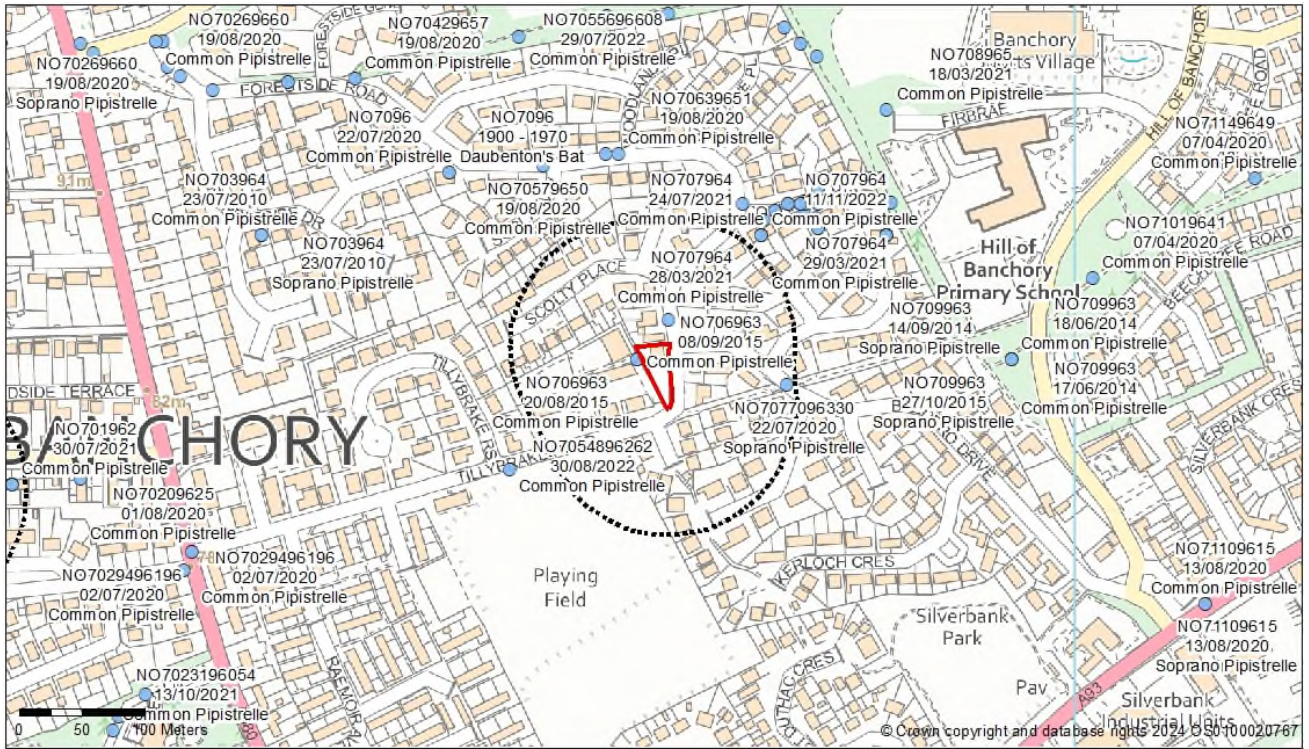 NO70269660
19/08/2020
Common Pipistrelle
NO70429657
19/08/2020
Common Pipistrelle
NO7055696608
29/07/2022
Common Pipistrelle
NO70269660
19/08/2020
Soprano Pipistrelle
FORESTSIDE ROAD
NO708965
18/03/2021
Common Pipistrelle
Banchory
HILL OF BANCHORY
NO7096
22/07/2020
Common Pipistrelle
NO7096
1900 - 1970
Daubenton's Bat
NO70639651
19/08/2020
Common Pipistrelle
FIRBRAE
NO71149649
07/04/2020
Common Pipistrelle
91m
NO703964
23/07/2010
Common Pipistrelle
NO70579650
19/08/2020
Common Pipistrelle
NO707964
24/07/2021
Common Pipistrelle
NO707964
11/11/2022
Common Pipistrelle
NO703964
23/07/2010
Soprano Pipistrelle
NO707964
28/03/2021
Common Pipistrelle
NO707964
29/03/2021
Common Pipistrelle
Hill of
Banchory
Primary School
NO71019641
07/04/2020
Common Pipistrelle
SCOLTY PLACE
NO706963
08/09/2015
Common Pipistrelle
NO709963
14/09/2014
Soprano Pipistrelle
NO709963
18/06/2014
Common Pipistrelle
NO709963
17/06/2014
Common Pipistrelle
DSIDE TERRACE
82m
NO706963
20/08/2015
Common Pipistrelle
NO7077096330
22/07/2020
Soprano Pipistrelle
NO709963
27/10/2015
Soprano Pipistrelle
SILVERBANK CRES
BANCHORY
NO701962
30/07/2021
Common Pipistrelle
NO7054896262
30/08/2022
Common Pipistrelle
NO70209625
01/08/2020
Common Pipistrelle
NO7029496196
02/07/2020
Common Pipistrelle
NO7029496196
02/07/2020
Common Pipistrelle
Playing
Field
KERLOCH CRES
NO71109615
13/08/2020
Common Pipistrelle
Silverbank
Park
NO71109615
13/08/2020
Soprano Pipistrelle
NO7023196054
13/10/2021
Common Pipistrelle
Pav
A93
Silverbank
Industrial Units
0 50 100 Meters
© Crown copyright and database rights 2024 OS0100020767